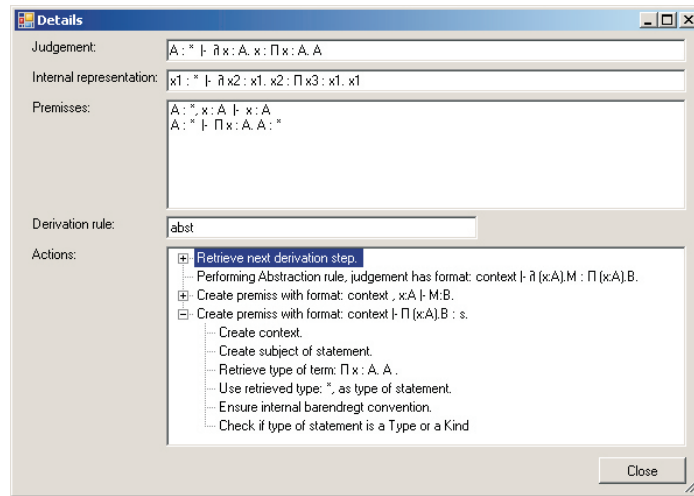 Details
Judgement:
A : * |- λ x : A. x : Π x : A. A
Internal representation:
x1 : * |- λ x2 : x1. x2 : Π x3 : x1. x1
Premisses:
A : *, x : A |- x : A
A : * |- Π x : A. A : *
Derivation rule:
abst
Actions:
Retrieve next derivation step.
Performing Abstraction rule, judgement has format: context |- λ (x:A).M : Π (x:A).B.
Create premiss with format: context , x:A |- M:B.
Create premiss with format: context |- Π (x:A).B : s.
Create context.
Create subject of statement.
Retrieve type of term: Π x : A. A .
Use retrieved type: *, as type of statement.
Ensure internal barendregt convention.
Check if type of statement is a Type or a Kind
Close